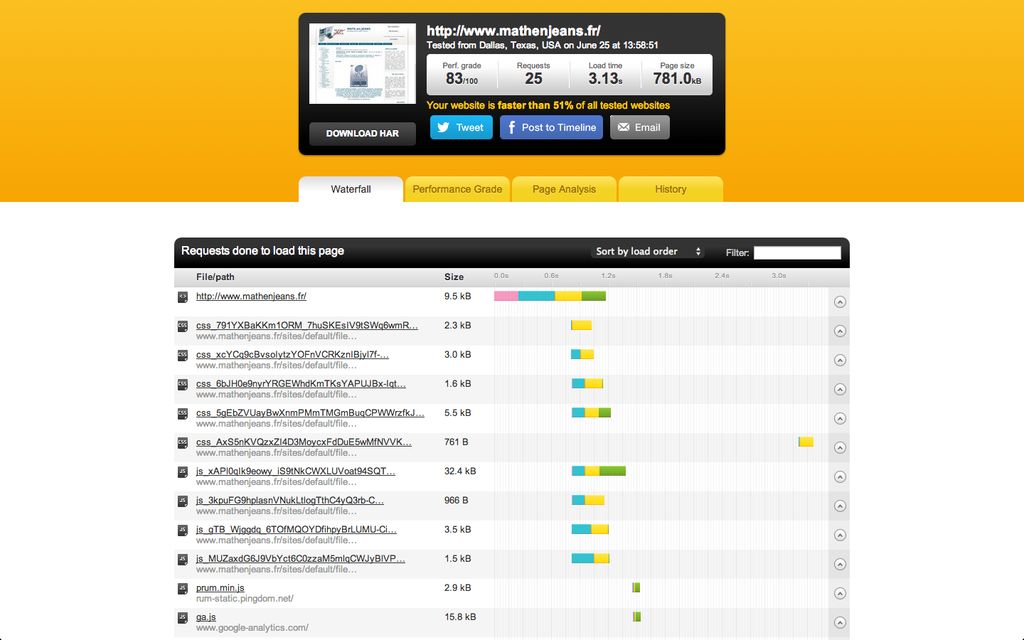 http://www.mathenjeans.fr/
Tested from Dallas, Texas, USA on June 25 at 13:58:51
Perf. grade Requests Load time Page size
83/100 25 3.13s 781.0kB
Your website is faster than 51% of all tested websites
DOWNLOAD HAR Tweet Post to Timeline Email
Waterfall Performance Grade Page Analysis History
Requests done to load this page Sort by load order Filter:
File/path Size 0.0s 0.6s 1.2s 1.8s 2.4s 3.0s
http://www.mathenjeans.fr/ 9.5 kB
css_791YXBaKKm1ORM_7huSKEsIV9tSWq6wmR... 2.3 kB
www.mathenjeans.fr/sites/default/file...
css_xcYCq9cBvsolytzYOFnVCRKznIBjyl7f-... 3.0 kB
www.mathenjeans.fr/sites/default/file...
css_6bJH0e9nyrYRGEWhdKmTKsYAPUJBx-Iqt... 1.6 kB
www.mathenjeans.fr/sites/default/file...
css_5gEbZVUayBwXnmPMmTMGmBuqCPWWrzfkJ... 5.5 kB
www.mathenjeans.fr/sites/default/file...
css_AxS5nKVQzxZl4D3MoycxFdDuE5wMfNVVK... 761 B
www.mathenjeans.fr/sites/default/file...
js_xAPl0qIk9eowy_iS9tNkCWXLUVoat94SQT... 32.4 kB
www.mathenjeans.fr/sites/default/file...
js_3kpuFG9hplasnVNukLtlogTthC4yQ3rb-C... 966 B
www.mathenjeans.fr/sites/default/file...
js_gTB_Wjggdq_6TOfMQOYDfihpyBrLUMU-Ci... 3.5 kB
www.mathenjeans.fr/sites/default/file...
js_MUZaxdG6J9VbYct6C0zzaM5mlqCWJyBlVP... 1.5 kB
www.mathenjeans.fr/sites/default/file...
prum.min.js 2.9 kB
rum-static.pingdom.net/
ga.js 15.8 kB
www.google-analytics.com/